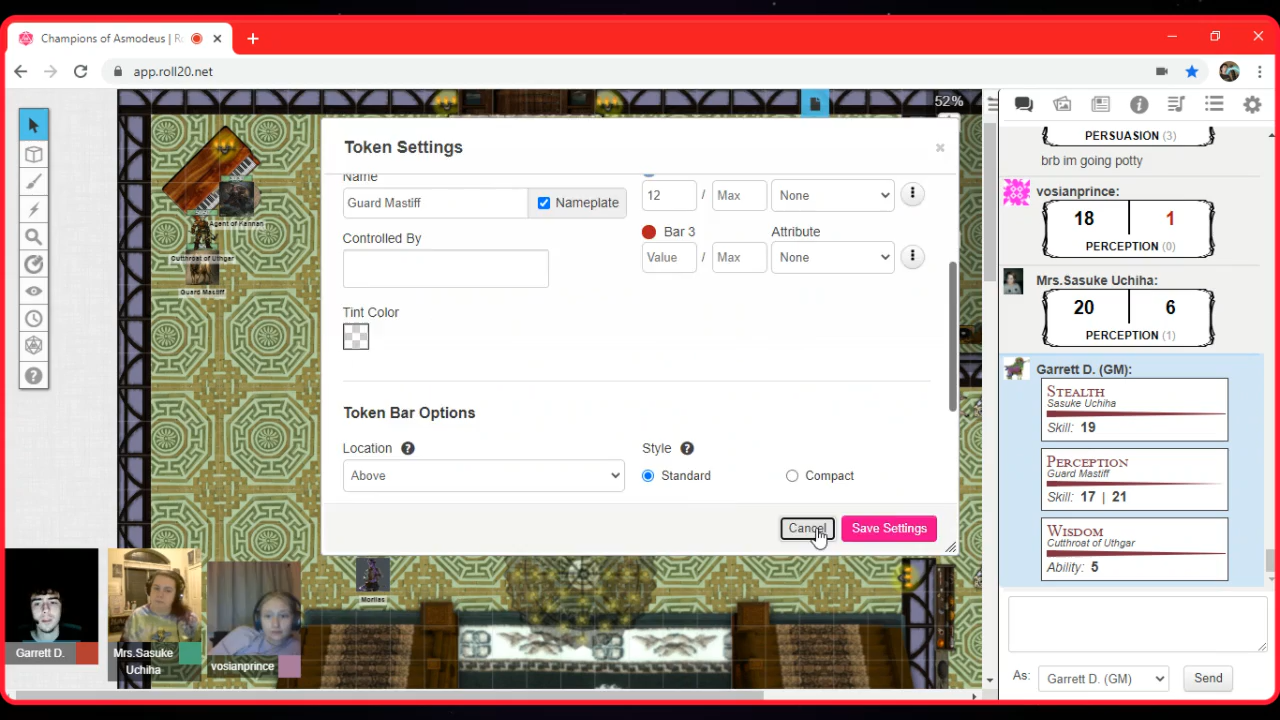 Champions of Asmodeus | R
app.roll20.net
52%
Token Settings
Name
Guard Mastiff
Nameplate
12 / Max None
Controlled By
Bar 3 Attribute
Value / Max None
Tint Color
Token Bar Options
Location
Style
Above
Standard
Compact
Cancel
Save Settings
Agent of Kannan
Cutthroat of Uthgar
Guard Mastiff
Morilas
Garrett D.
Mrs.Sasuke
Uchiha
vosianprince
PERSUASION (3)
brb im going potty
vosianprince:
18 1
PERCEPTION (0)
Mrs.Sasuke Uchiha:
20 6
PERCEPTION (1)
Garrett D. (GM):
STEALTH
Sasuke Uchiha
Skill: 19
PERCEPTION
Guard Mastiff
Skill: 17 | 21
WISDOM
Cutthroat of Uthgar
Ability: 5
As: Garrett D. (GM)
Send